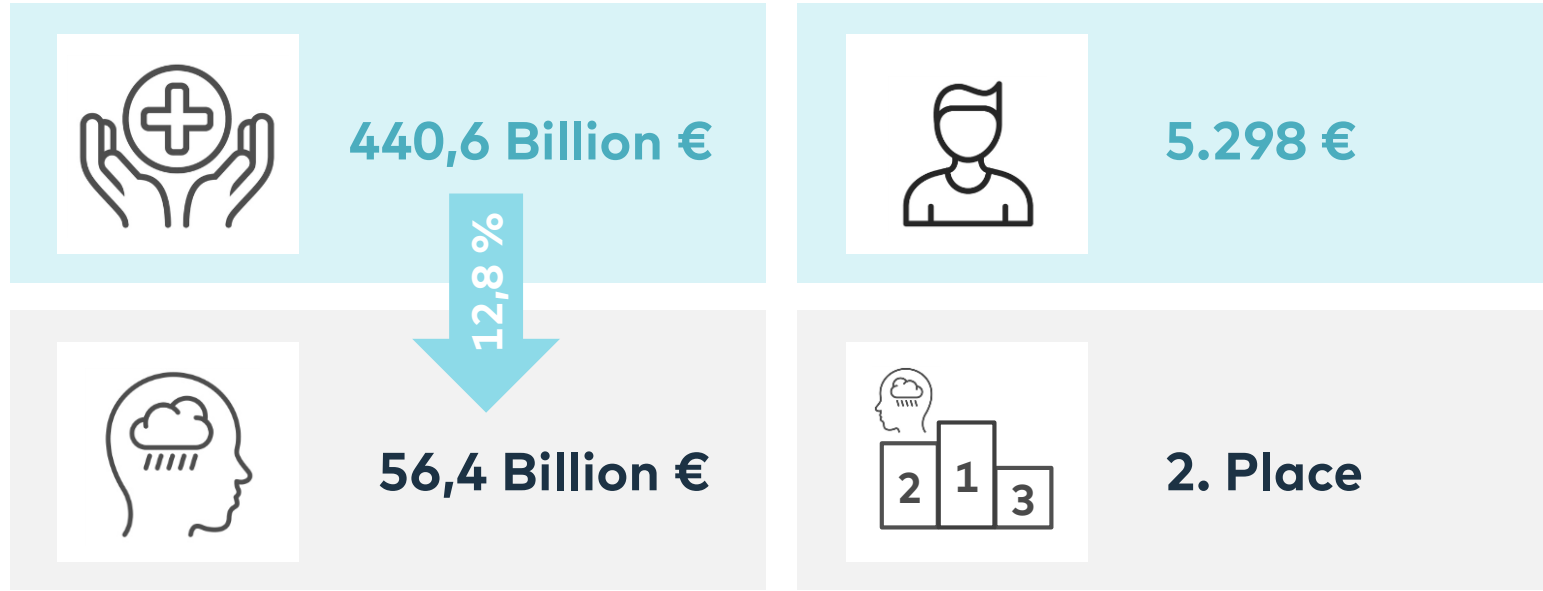 440,6 Billion €
5.298 €
12,8 %
56,4 Billion €
2
1
3
2. Place